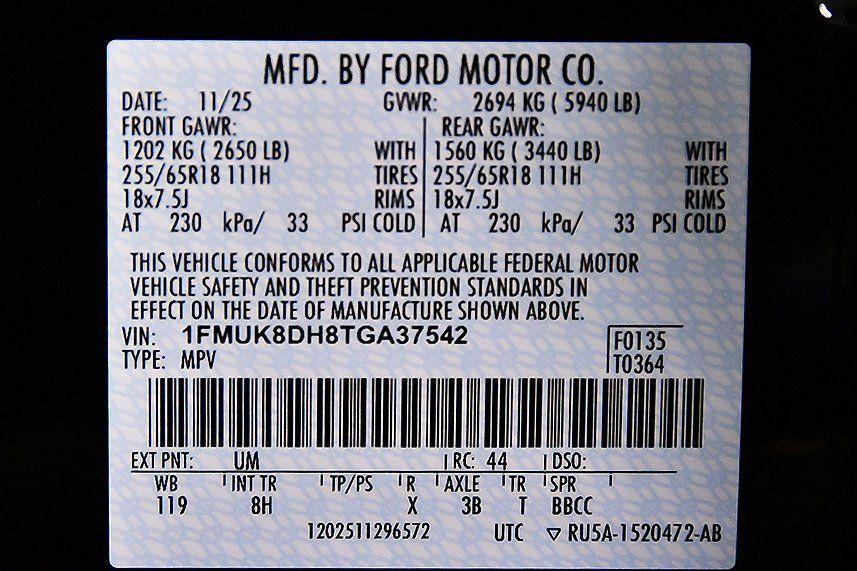 MFD. BY FORD MOTOR CO.
DATE: 11/25 GVWR: 2694 KG ( 5940 LB)
FRONT GAWR: REAR GAWR:
1202 KG ( 2650 LB) WITH 1560 KG ( 3440 LB) WITH
255/65R18 111H TIRES 255/65R18 111H TIRES
18x7.5J RIMS 18x7.5J RIMS
AT 230 kPa/ 33 PSI COLD AT 230 kPa/ 33 PSI COLD
THIS VEHICLE CONFORMS TO ALL APPLICABLE FEDERAL MOTOR
VEHICLE SAFETY AND THEFT PREVENTION STANDARDS IN
EFFECT ON THE DATE OF MANUFACTURE SHOWN ABOVE.
VIN: 1FMUK8DH8TGA37542 F0135
TYPE: MPV T0364
EXT PNT: UM RC: 44 DSO:
WB INT TR TP/PS R AXLE TR SPR
119 8H X 3B T BBCC
1202511296572 UTC ▽ RU5A-1520472-AB